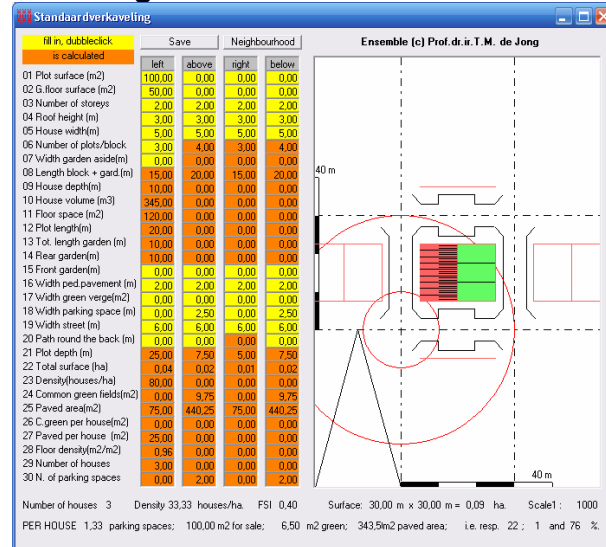 Standaardverkaveling
fill in, dubbleclick Save Neighbourhood Ensemble (c) Prof.dr.ir.T.M. de Jong
is calculated left above right below
01 Plot surface (m2) 100,00 0,00 0,00 0,00
02 G.floor surface (m2) 50,00 0,00 0,00 0,00
03 Number of storeys 2,00 2,00 2,00 2,00
04 Roof height (m) 3,00 3,00 3,00 3,00
05 House width(m) 5,00 5,00 5,00 5,00
06 Number of plots/block 3,00 4,00 3,00 4,00
07 Width garden aside(m) 0,00 0,00 0,00 0,00
08 Length block + gard.(m) 15,00 20,00 15,00 20,00
09 House depth(m) 10,00 0,00 0,00 0,00
10 House volume (m3) 345,00 0,00 0,00 0,00
11 Floor space (m2) 120,00 0,00 0,00 0,00
12 Plot length(m) 20,00 0,00 0,00 0,00
13 Tot. length garden (m) 10,00 0,00 0,00 0,00
14 Rear garden(m) 10,00 0,00 0,00 0,00
15 Front garden(m) 0,00 0,00 0,00 0,00
16 Width ped.pavement (m) 2,00 2,00 2,00 2,00
17 Width green verge(m2) 0,00 0,00 0,00 0,00
18 Width parking space (m) 0,00 2,50 0,00 2,50
19 Width street (m) 6,00 6,00 6,00 6,00
20 Path round the back (m) 0,00 0,00 0,00 0,00
21 Plot depth (m) 25,00 7,50 5,00 7,50
22 Total surface (ha) 0,04 0,02 0,01 0,02
23 Density(houses/ha) 80,00 0,00 0,00 0,00
24 Common green fields(m2) 0,00 9,75 0,00 9,75
25 Paved area(m2) 75,00 440,25 75,00 440,25
26 C.green per house(m2) 0,00 0,00 0,00 0,00
27 Paved per house (m2) 25,00 0,00 0,00 0,00
28 Floor density(m2/m2) 0,96 0,00 0,00 0,00
29 Number of houses 3,00 0,00 0,00 0,00
30 N. of parking spaces 0,00 2,00 0,00 2,00
40 m
40 m
Number of houses 3 Density 33,33 houses/ha. FSI 0,40 Surface: 30,00 m x 30,00 m = 0,09 ha. Scale1 : 1000
PER HOUSE 1,33 parking spaces; 100,00 m2 for sale; 6,50 m2 green; 343,5m2 paved area; i.e. resp. 22 ; 1 and 76 %.